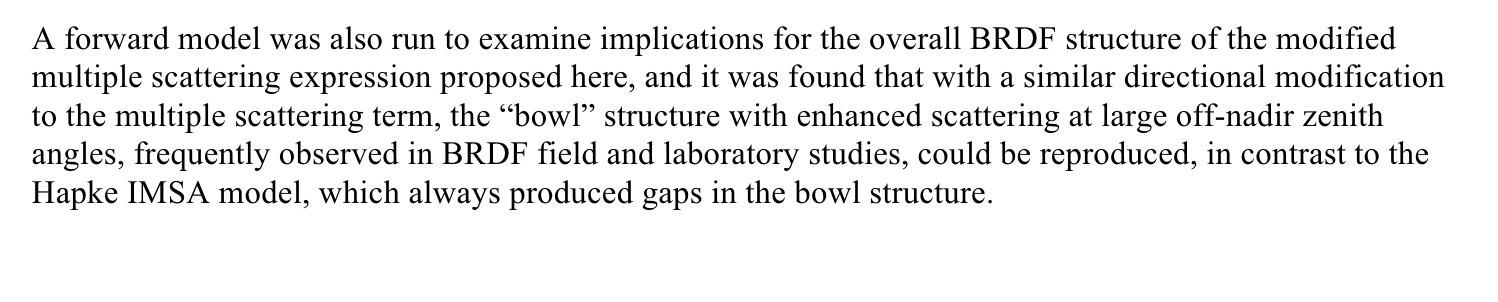 A forward model was also run to examine implications for the overall BRDF structure of the modified
multiple scattering expression proposed here, and it was found that with a similar directional modification
to the multiple scattering term, the “bowl” structure with enhanced scattering at large off-nadir zenith
angles, frequently observed in BRDF field and laboratory studies, could be reproduced, in contrast to the
Hapke IMSA model, which always produced gaps in the bowl structure.